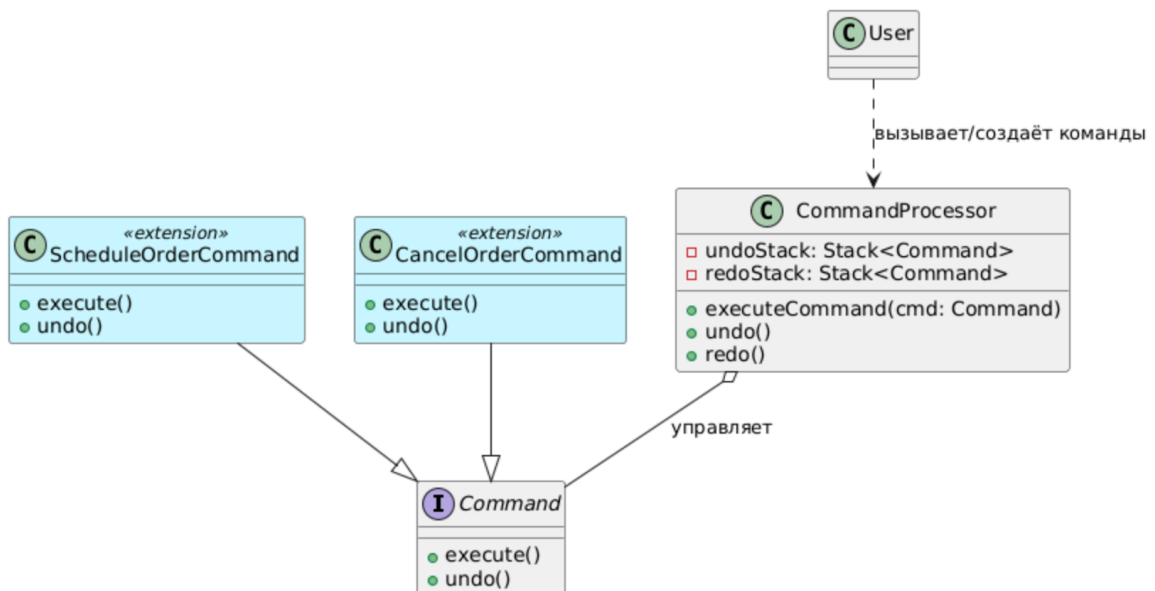 C User
вызывает/создаёт команды
«extension»
C ScheduleOrderCommand
execute()
undo()
«extension»
C CancelOrderCommand
execute()
undo()
C CommandProcessor
undoStack: Stack<Command>
redoStack: Stack<Command>
executeCommand(cmd: Command)
undo()
redo()
управляет
I Command
execute()
undo()